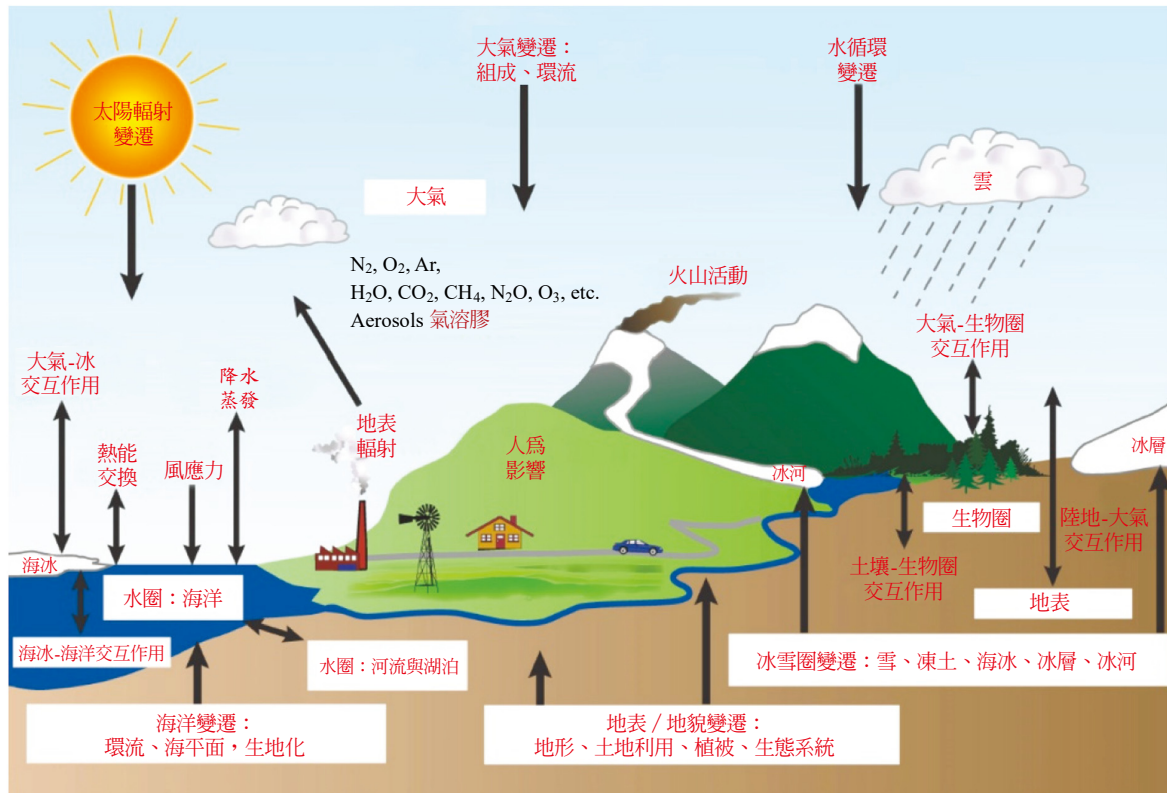 大氣變遷：
組成、環流
水循環
變遷
太陽輻射
變遷
雲
大氣
N₂, O₂, Ar,
H₂O, CO₂, CH₄, N₂O, O₃, etc.
Aerosols 氣溶膠
火山活動
大氣-生物圈
交互作用
大氣-冰
交互作用
降水
蒸發
地表
輻射
人為
影響
熱能
交換
風應力
冰河
冰層
生物圈
陸地-大氣
交互作用
海冰
土壤-生物圈
交互作用
水圈：海洋
地表
海冰-海洋交互作用
水圈：河流與湖泊
冰雪圈變遷：雪、凍土、海冰、冰層、冰河
海洋變遷：
環流、海平面，生地化
地表 / 地貌變遷：
地形、土地利用、植被、生態系統